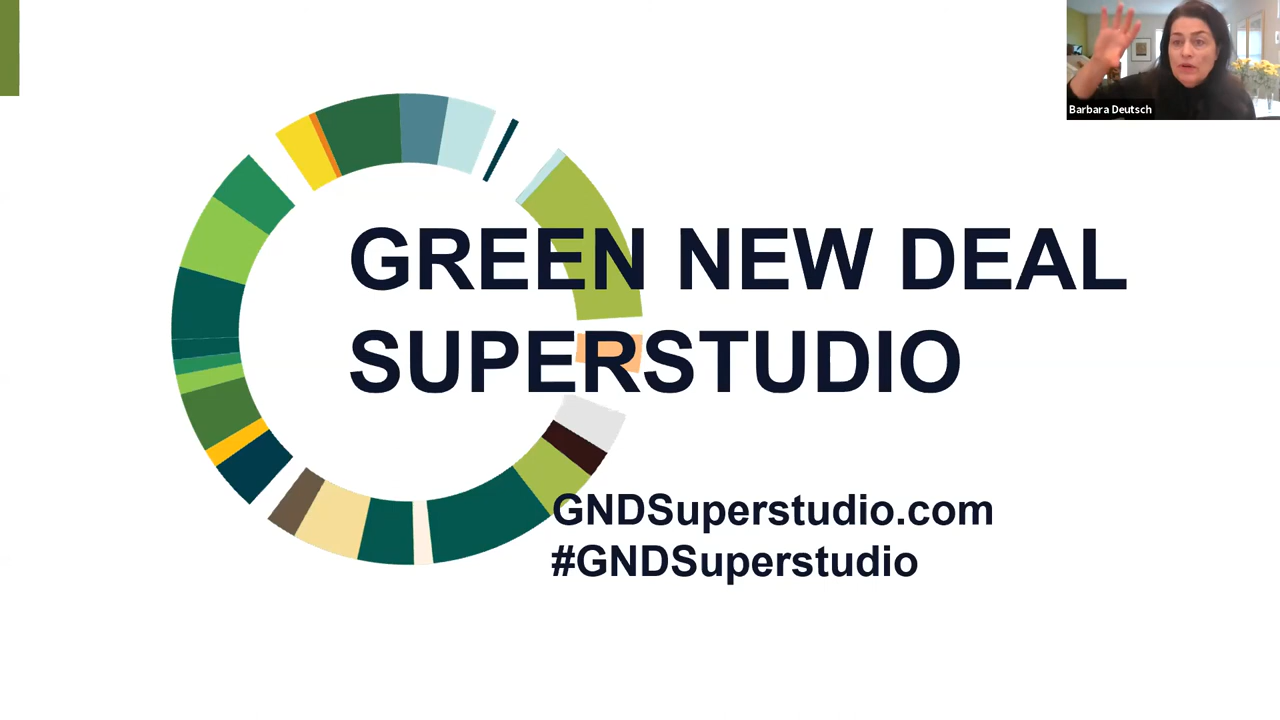 Barbara Deutsch
GREEN NEW DEAL
SUPERSTUDIO
GNDSuperstudio.com
#GNDSuperstudio